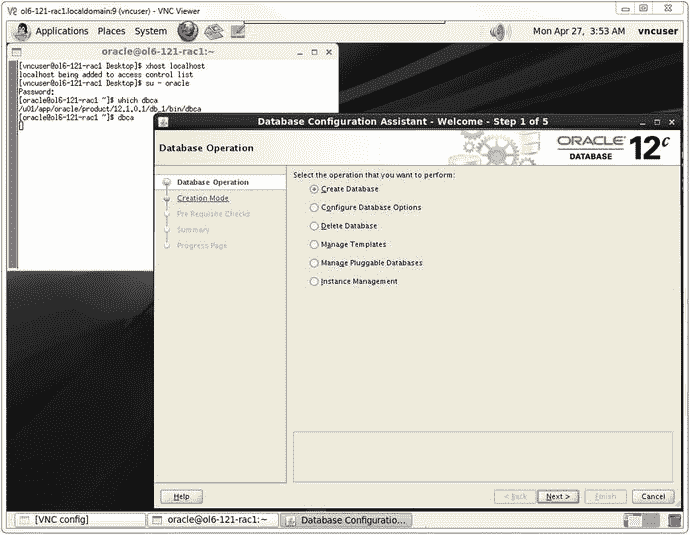 ol6-121-rac1.localdomain:9 (vncuser) - VNC Viewer
Applications Places System Mon Apr 27, 3:53 AM vncuser
oracle@ol6-121-rac1:~
[vncuser@ol6-121-rac1 Desktop]$ xhost localhost
localhost being added to access control list
[vncuser@ol6-121-rac1 Desktop]$ su - oracle
Password:
[oracle@ol6-121-rac1 ~]$ which dbca
/u01/app/oracle/product/12.1.0.1/db_1/bin/dbca
[oracle@ol6-121-rac1 ~]$ dbca
Database Configuration Assistant - Welcome - Step 1 of 5
Database Operation
ORACLE
DATABASE 12c
Database Operation
Creation Mode
Pre Requisite Checks
Summary
Progress Page
Select the operation that you want to perform:
Create Database
Configure Database Options
Delete Database
Manage Templates
Manage Pluggable Databases
Instance Management
Help
< Back Next > Finish Cancel
[VNC config] oracle@ol6-121-rac1:~ Database Configuratio...